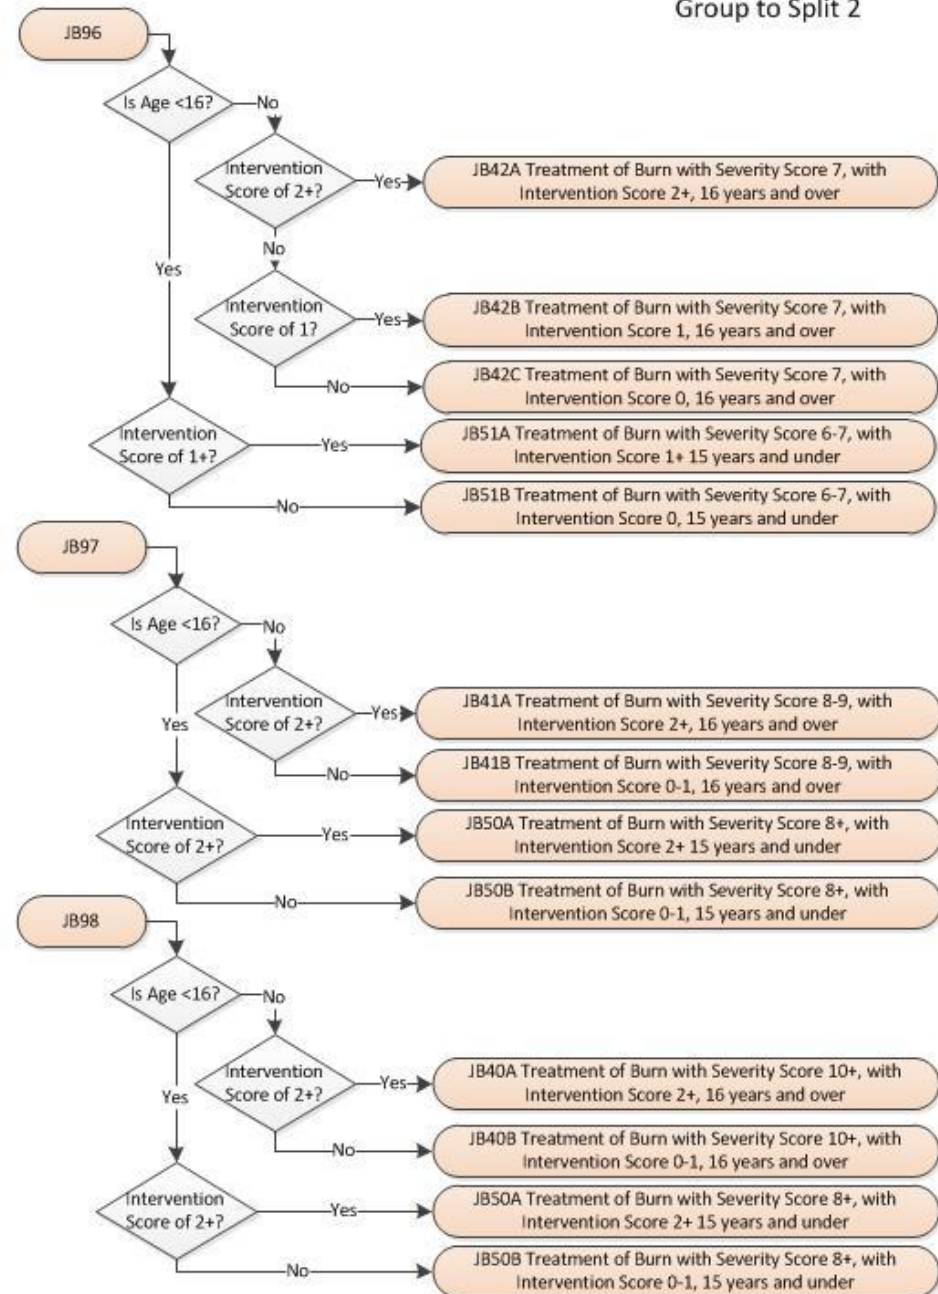 Group to Split 2
JB96
Is Age <16?
No
Intervention
Score of 2+?
Yes
JB42A Treatment of Burn with Severity Score 7, with
Intervention Score 2+, 16 years and over
No
Yes
Intervention
Score of 1?
Yes
JB42B Treatment of Burn with Severity Score 7, with
Intervention Score 1, 16 years and over
No
JB42C Treatment of Burn with Severity Score 7, with
Intervention Score 0, 16 years and over
Intervention
Score of 1+?
Yes
JB51A Treatment of Burn with Severity Score 6-7, with
Intervention Score 1+ 15 years and under
No
JB51B Treatment of Burn with Severity Score 6-7, with
Intervention Score 0, 15 years and under
JB97
Is Age <16?
No
Yes
Intervention
Score of 2+?
Yes
JB41A Treatment of Burn with Severity Score 8-9, with
Intervention Score 2+, 16 years and over
No
JB41B Treatment of Burn with Severity Score 8-9, with
Intervention Score 0-1, 16 years and over
Intervention
Score of 2+?
Yes
JB50A Treatment of Burn with Severity Score 8+, with
Intervention Score 2+ 15 years and under
No
JB50B Treatment of Burn with Severity Score 8+, with
Intervention Score 0-1, 15 years and under
JB98
Is Age <16?
No
Yes
Intervention
Score of 2+?
Yes
JB40A Treatment of Burn with Severity Score 10+, with
Intervention Score 2+, 16 years and over
No
JB40B Treatment of Burn with Severity Score 10+, with
Intervention Score 0-1, 16 years and over
Intervention
Score of 2+?
Yes
JB50A Treatment of Burn with Severity Score 8+, with
Intervention Score 2+ 15 years and under
No
JB50B Treatment of Burn with Severity Score 8+, with
Intervention Score 0-1, 15 years and under